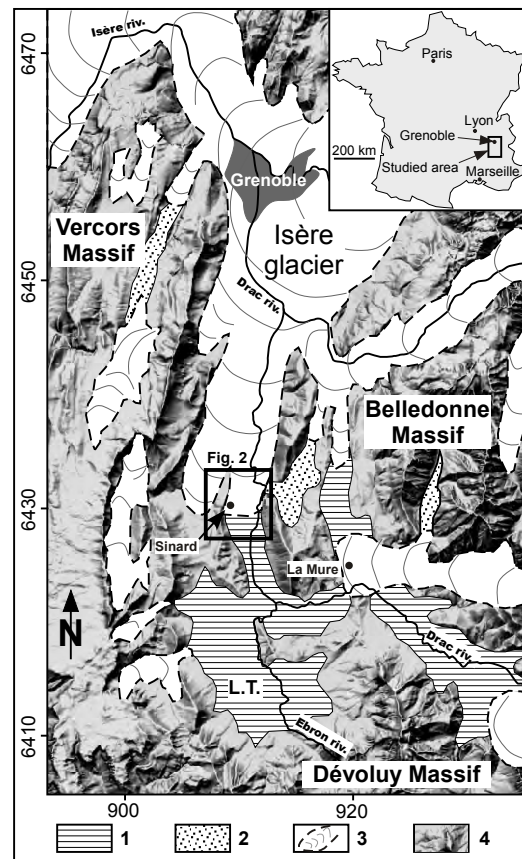 6470
6450
6430
6410
900
920
Isère riv.
Paris
Lyon
Grenoble
200 km
Studied area
Marseille
Grenoble
Vercors
Massif
Isère
glacier
Drac riv.
Belledonne
Massif
Fig. 2
Sinard
La Mure
N
Drac riv.
L.T.
Ebron riv.
Dévoluy Massif
1
2
3
4